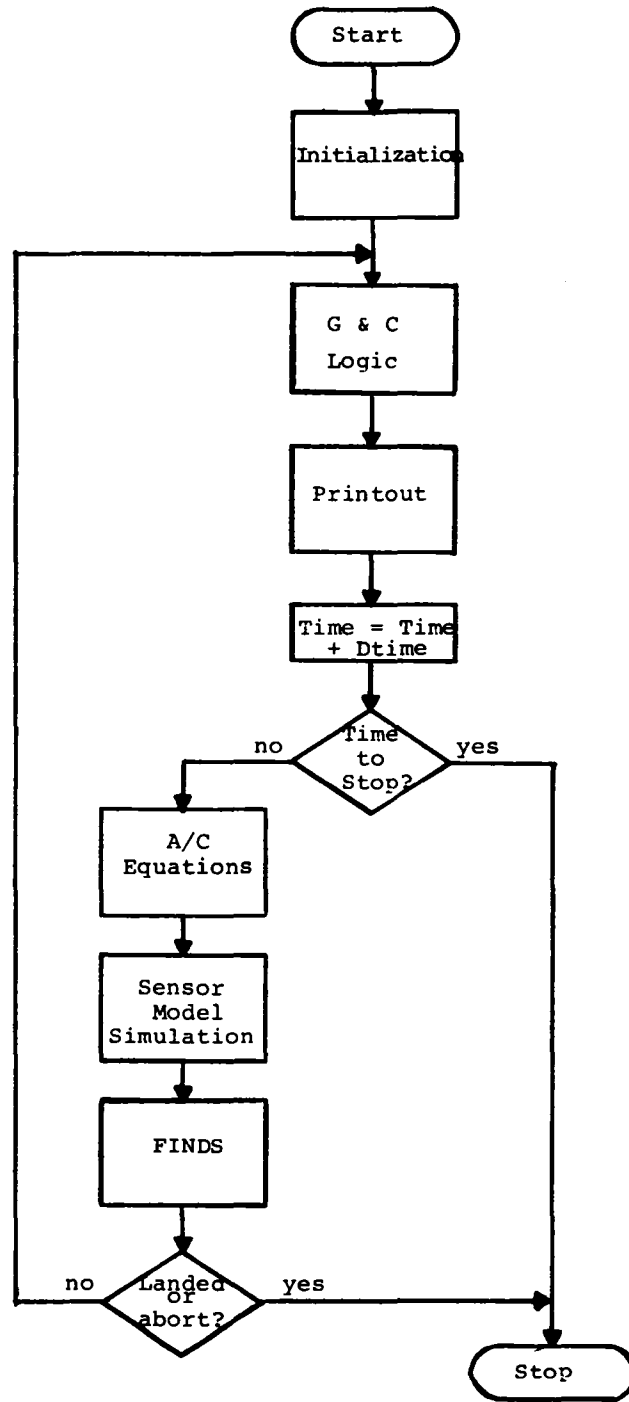 Start
Initialization
G & C
Logic
Printout
Time = Time
+ Dtime
Time
to
Stop?
no
yes
A/C
Equations
Sensor
Model
Simulation
FINDS
Landed
or
abort?
no
yes
Stop